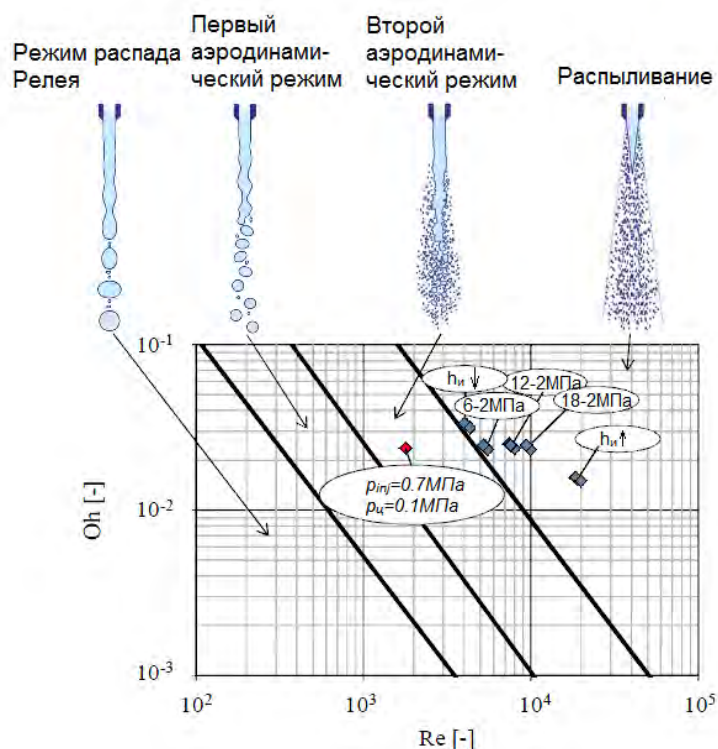 Режим распада
Релея
Первый
аэродинами-
ческий режим
Второй
аэродинами-
ческий режим
Распыливание
10⁻¹
10⁻²
10⁻³
Oh [-]
hи ↓
12-2МПа
6-2МПа
18-2МПа
hи ↑
pinj=0.7МПа
pц=0.1МПа
10² 10³ 10⁴ 10⁵
Re [-]